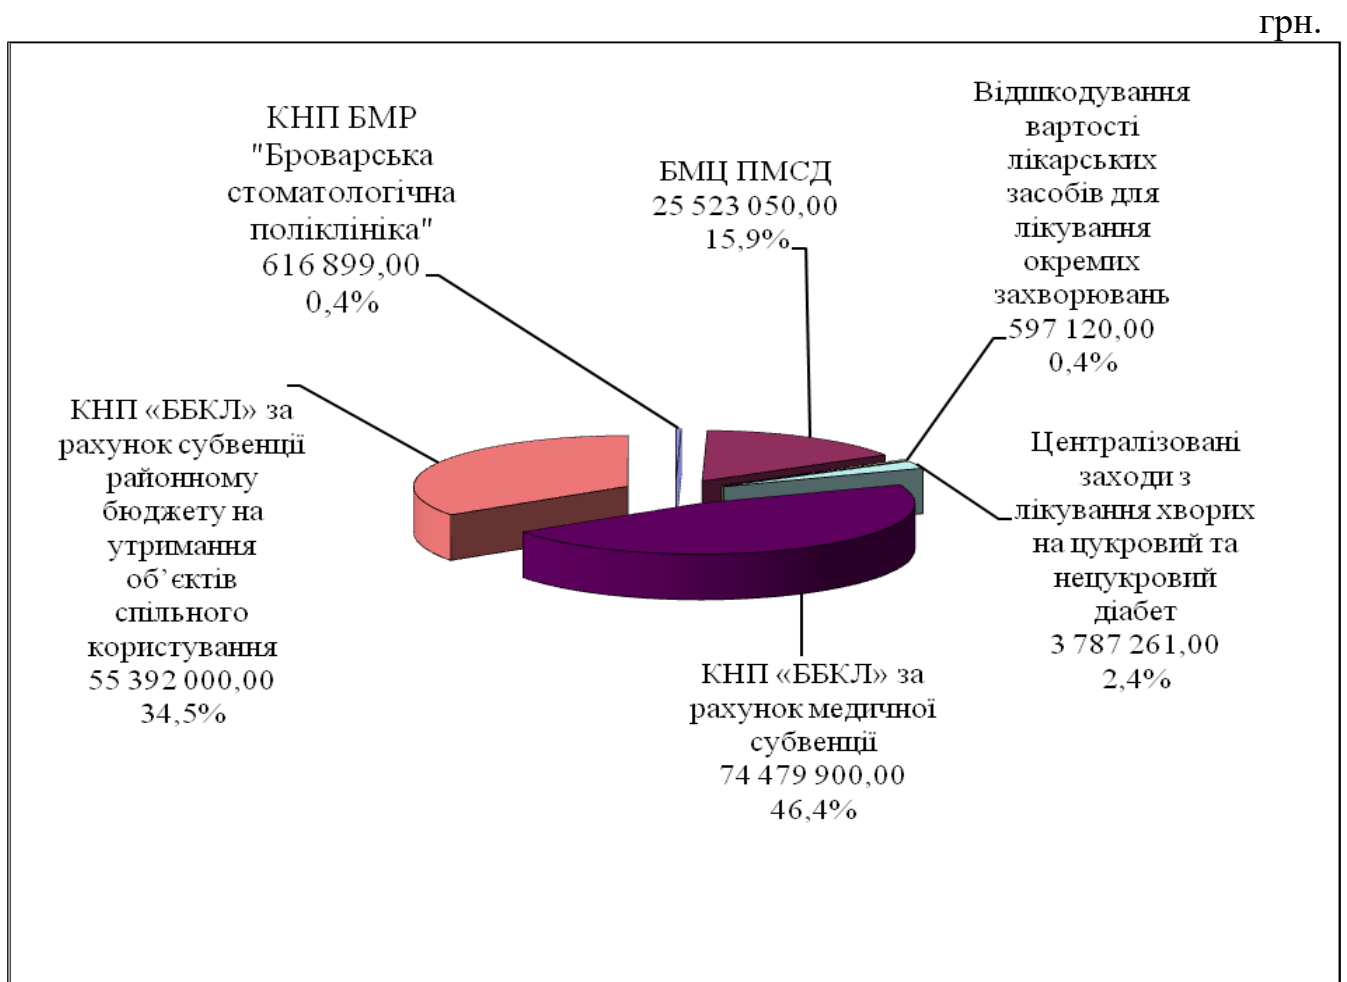 грн.
КНП БМР
"Броварська
стоматологічна
поліклініка"
616 899,00
0,4%
БМЦ ПМСД
25 523 050,00
15,9%
Відшкодування
вартості
лікарських
засобів для
лікування
окремих
захворювань
597 120,00
0,4%
КНП «ББКЛ» за
рахунок субвенції
районному
бюджету на
утримання
об’єктів
спільного
користування
55 392 000,00
34,5%
Централізовані
заходи з
лікування хворих
на цукровий та
нецукровий
діабет
3 787 261,00
2,4%
КНП «ББКЛ» за
рахунок медичної
субвенції
74 479 900,00
46,4%